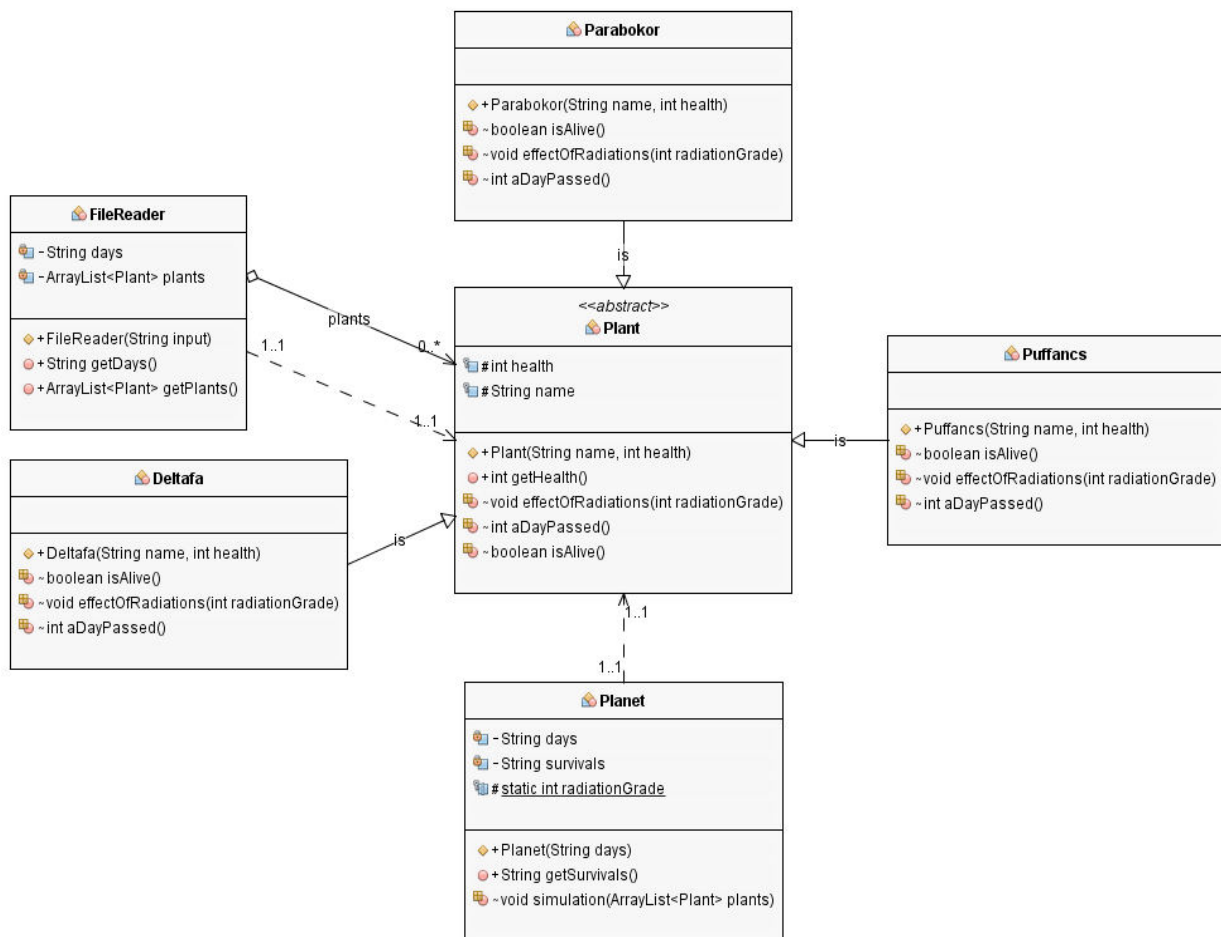 Parabokor
+Parabokor(String name, int health)
~boolean isAlive()
~void effectOfRadiations(int radiationGrade)
~int aDayPassed()
is
FileReader
-String days
-ArrayList<Plant> plants
+FileReader(String input)
+String getDays()
+ArrayList<Plant> getPlants()
plants
0..*
1..1
1..1
<<abstract>>
Plant
#int health
#String name
+Plant(String name, int health)
+int getHealth()
~void effectOfRadiations(int radiationGrade)
~int aDayPassed()
~boolean isAlive()
is
Puffancs
+Puffancs(String name, int health)
~boolean isAlive()
~void effectOfRadiations(int radiationGrade)
~int aDayPassed()
Deltafa
+Deltafa(String name, int health)
~boolean isAlive()
~void effectOfRadiations(int radiationGrade)
~int aDayPassed()
is
1..1
1..1
Planet
-String days
-String survivals
#static int radiationGrade
+Planet(String days)
+String getSurvivals()
~void simulation(ArrayList<Plant> plants)